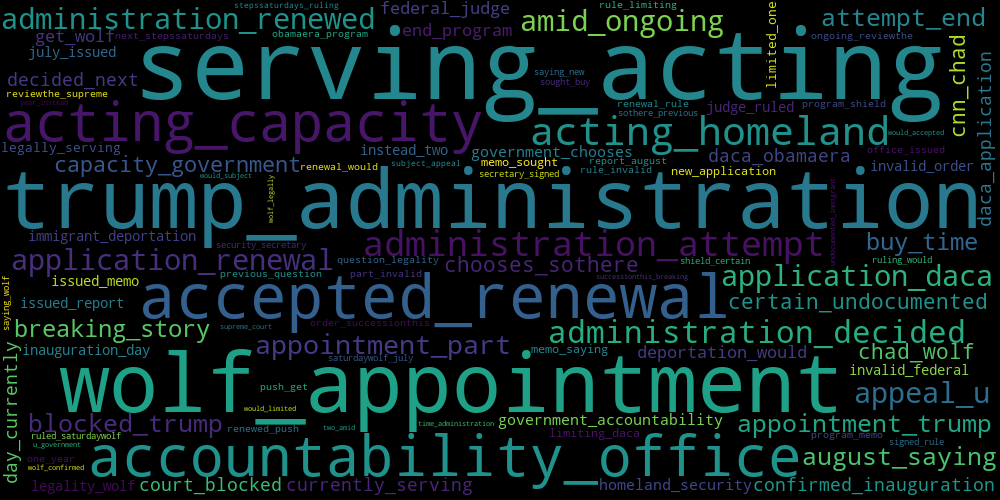 stepssaturdays_ruling
rule_limiting
administration_renewed
federal_judge
amid_ongoing
attempt_end
get_wolf
next_stepssaturdays
obamaera_program
end_program
limited_one
ongoing_reviewthe
july_issued
serving_acting
decided_next
saying_new
sought_buy
cnn_chad
reviewthe_supreme
year_instead
renewal_rule
sothere_previous
judge_ruled
program_shield
daca_application
acting_capacity
acting_homeland
would_accepted
legally_serving
instead_two
government_chooses
daca_obamaera
office_issued
capacity_government
renewal_would
subject_appeal
memo_sought
report_august
rule_invalid
invalid_order
would_subject
secretary_signed
new_application
wolf_legally
trump_administration
undocumented_immigrant
immigrant_deportation
security_secretary
administration_attempt
buy_time
application_renewal
question_legality
chooses_sothere
shield_certain
ruling_would
issued_memo
previous_question
part_invalid
successionthis_breaking
application_daca
saying_wolf
issued_report
accepted_renewal
certain_undocumented
breaking_story
supreme_court
order_successionthis
administration_decided
day_currently
inauguration_day
appointment_part
saturdaywolf_july
memo_saying
deportation_would
chad_wolf
wolf_appointment
push_get
invalid_federal
appeal_u
would_limited
blocked_trump
renewed_push
two_amid
time_administration
government_accountability
appointment_trump
ruled_saturdaywolf
u_government
limiting_daca
program_memo
signed_rule
one_year
wolf_confirmed
accountability_office
august_saying
legality_wolf
court_blocked
currently_serving
homeland_security
confirmed_inauguration